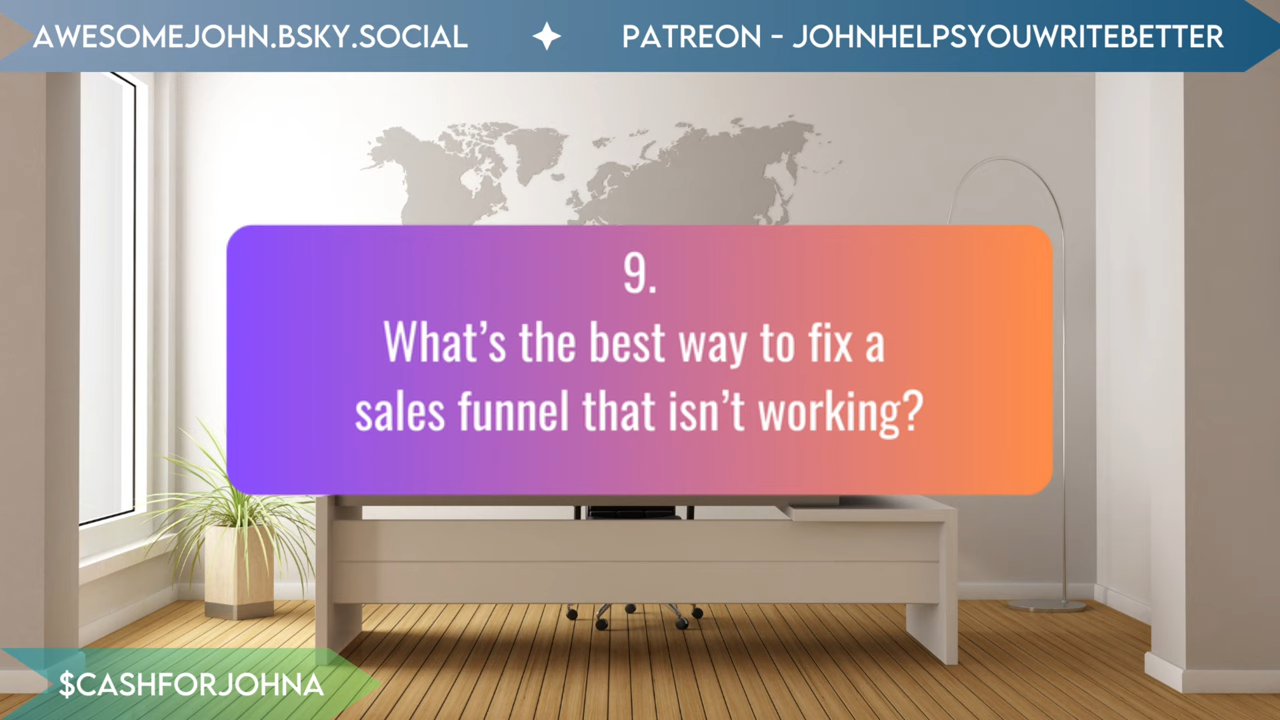 AWESOMEJOHN.BSKY.SOCIAL
PATREON - JOHNHELPSYOUWRITEBETTER
9.
What’s the best way to fix a
sales funnel that isn’t working?
$CASHFORJOHNA